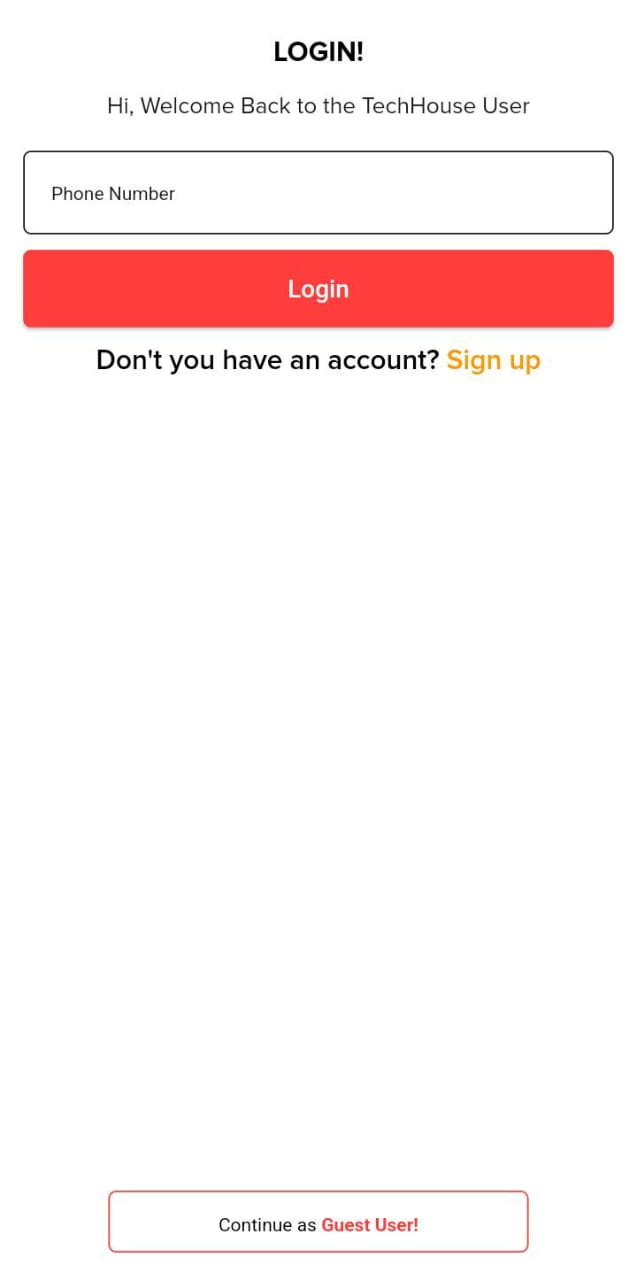 LOGIN!
Hi, Welcome Back to the TechHouse User
Phone Number
Login
Don't you have an account? Sign up
Continue as Guest User!